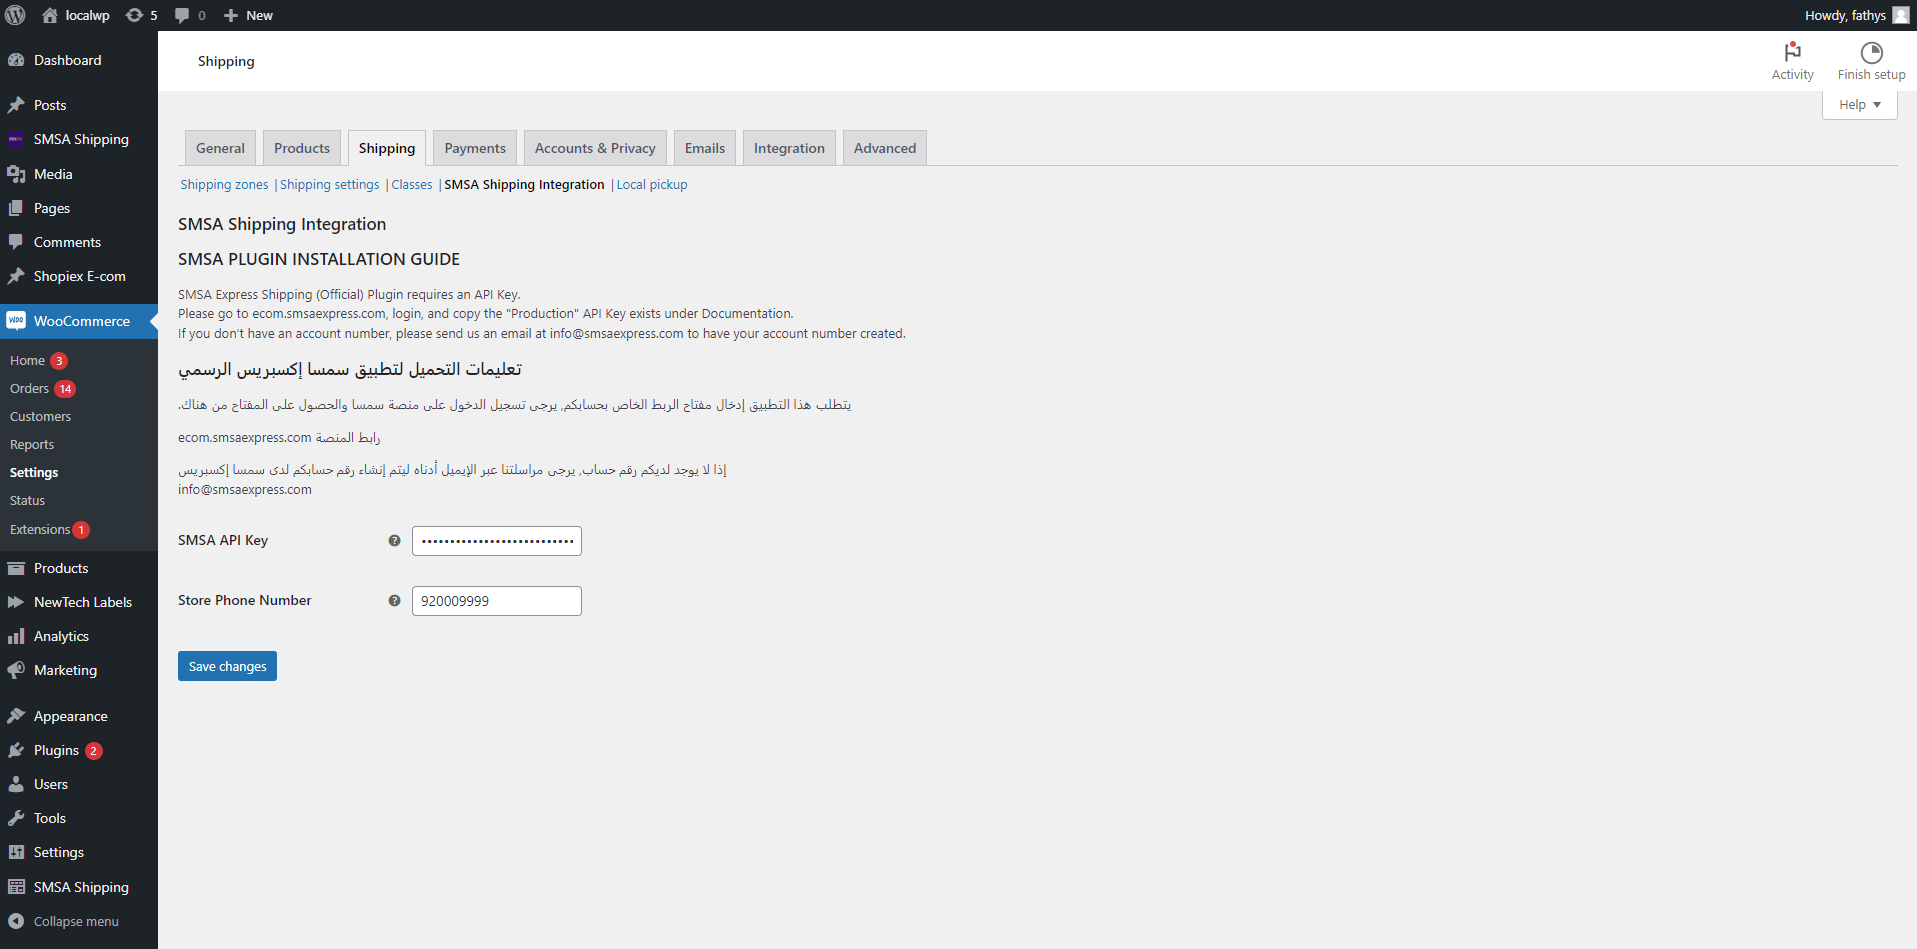 localwp
5
0
New
Howdy, fathys
Dashboard
Posts
SMSA Shipping
Media
Pages
Comments
Shopiex E-com
WooCommerce
Home 3
Orders 14
Customers
Reports
Settings
Status
Extensions 1
Products
NewTech Labels
Analytics
Marketing
Appearance
Plugins 2
Users
Tools
Settings
SMSA Shipping
Collapse menu
Shipping
Activity
Finish setup
Help
General
Products
Shipping
Payments
Accounts & Privacy
Emails
Integration
Advanced
Shipping zones | Shipping settings | Classes | SMSA Shipping Integration | Local pickup
SMSA Shipping Integration
SMSA PLUGIN INSTALLATION GUIDE
SMSA Express Shipping (Official) Plugin requires an API Key.
Please go to ecom.smsaexpress.com, login, and copy the "Production" API Key exists under Documentation.
If you don't have an account number, please send us an email at info@smsaexpress.com to have your account number created.
تعليمات التحميل لتطبيق سمسا إكسبريس الرسمي
يتطلب هذا التطبيق إدخال مفتاح الربط الخاص بحسابكم, يرجى تسجيل الدخول على منصة سمسا والحصول على المفتاح من هناك.
رابط المنصة ecom.smsaexpress.com
إذا لا يوجد لديكم رقم حساب, يرجى مراسلتنا عبر الإيميل أدناه ليتم إنشاء رقم حسابكم لدى سمسا إكسبريس
info@smsaexpress.com
SMSA API Key
Store Phone Number
920009999
Save changes